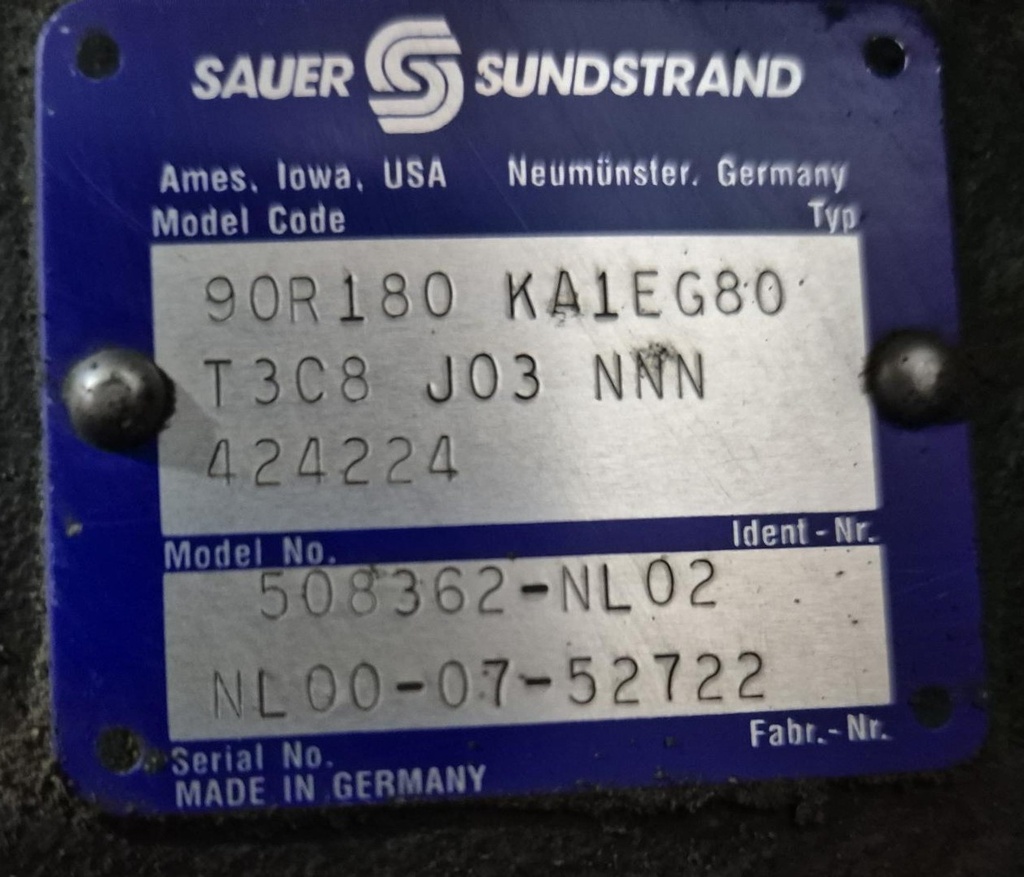 SAUER SUNDSTRAND
Ames, Iowa, USA Neumünster, Germany
Model Code Typ
90R180 KA1EG80
T3C8 J03 NNN
424224
Model No. Ident-Nr.
508362-NL02
NL00-07-52722
Serial No. Fabr.-Nr.
MADE IN GERMANY